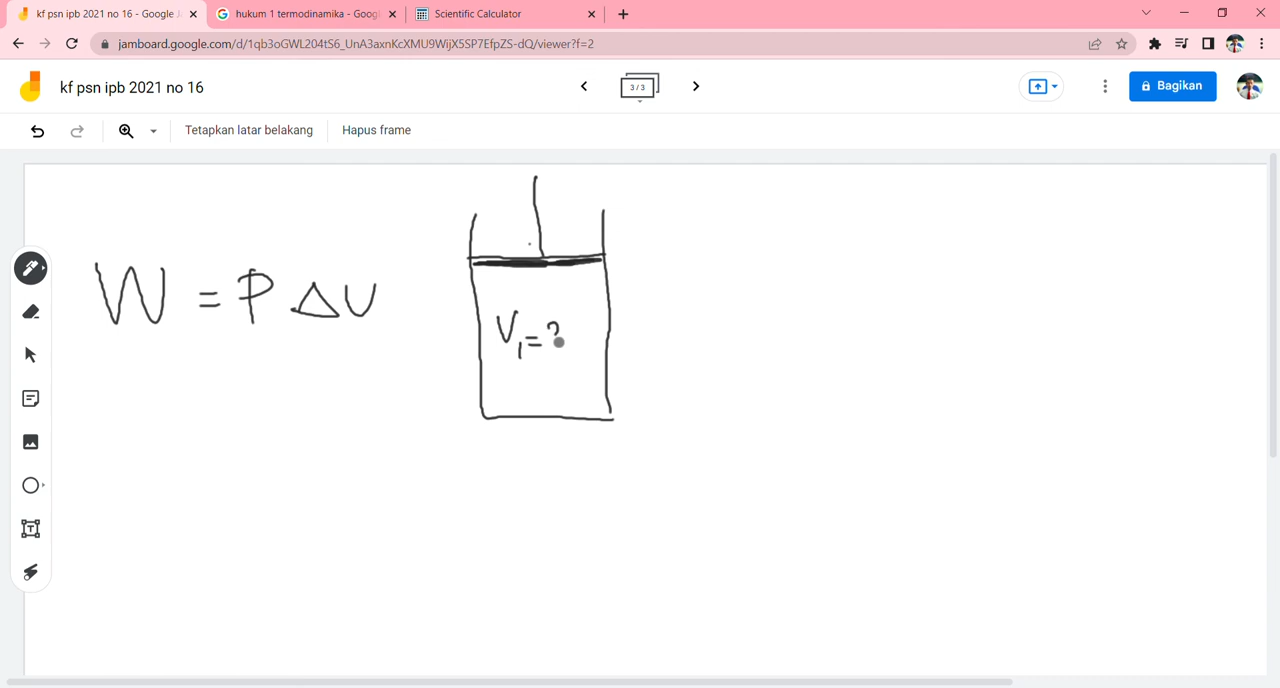 kf psn ipb 2021 no 16 - Google J
hukum 1 termodinamika - Goog
Scientific Calculator
jamboard.google.com/d/1qb3oGWL204tS6_UnA3axnKcXMU9WijX5SP7EfpZS-dQ/viewer?f=2
kf psn ipb 2021 no 16
3 / 3
Bagikan
Tetapkan latar belakang
Hapus frame
W = P ΔV
V₁ = ?